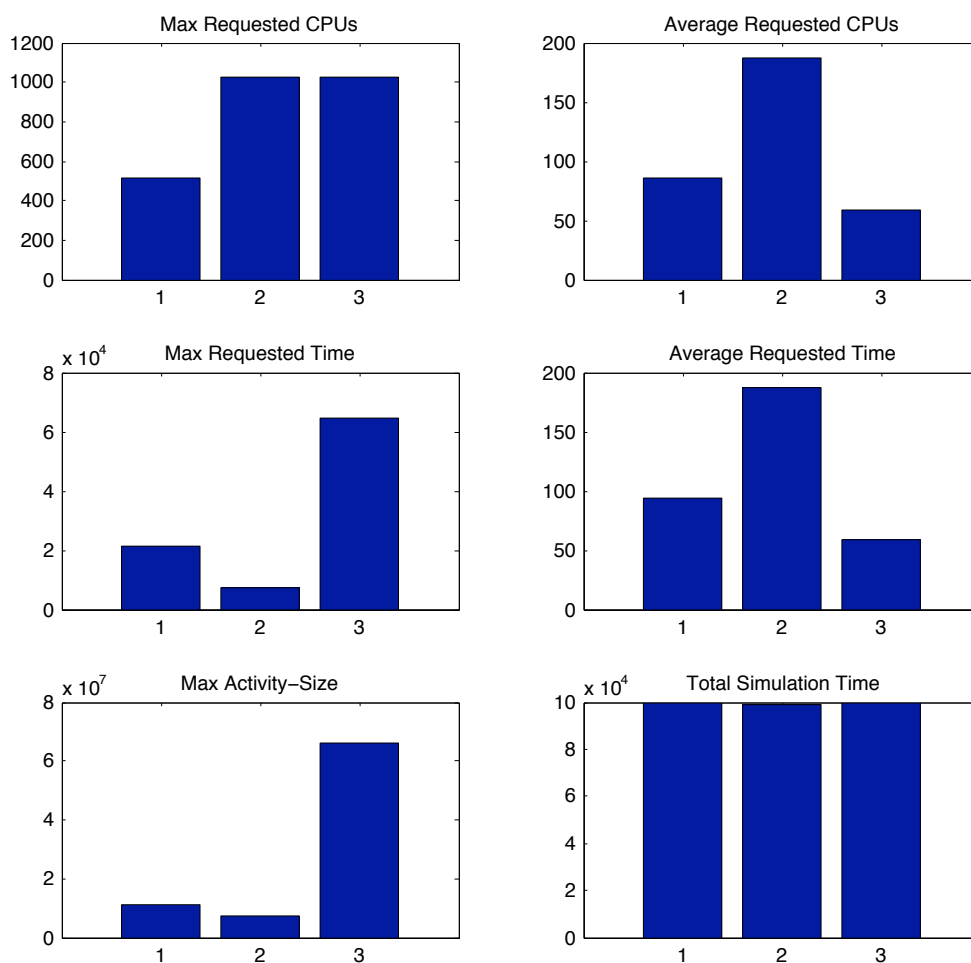 Max Requested CPUs
1200
1000
800
600
400
200
0
1 2 3
Average Requested CPUs
200
150
100
50
0
1 2 3
Max Requested Time
x 10^4
8
6
4
2
0
1 2 3
Average Requested Time
200
150
100
50
0
1 2 3
Max Activity−Size
x 10^7
8
6
4
2
0
1 2 3
Total Simulation Time
x 10^4
10
8
6
4
2
0
1 2 3